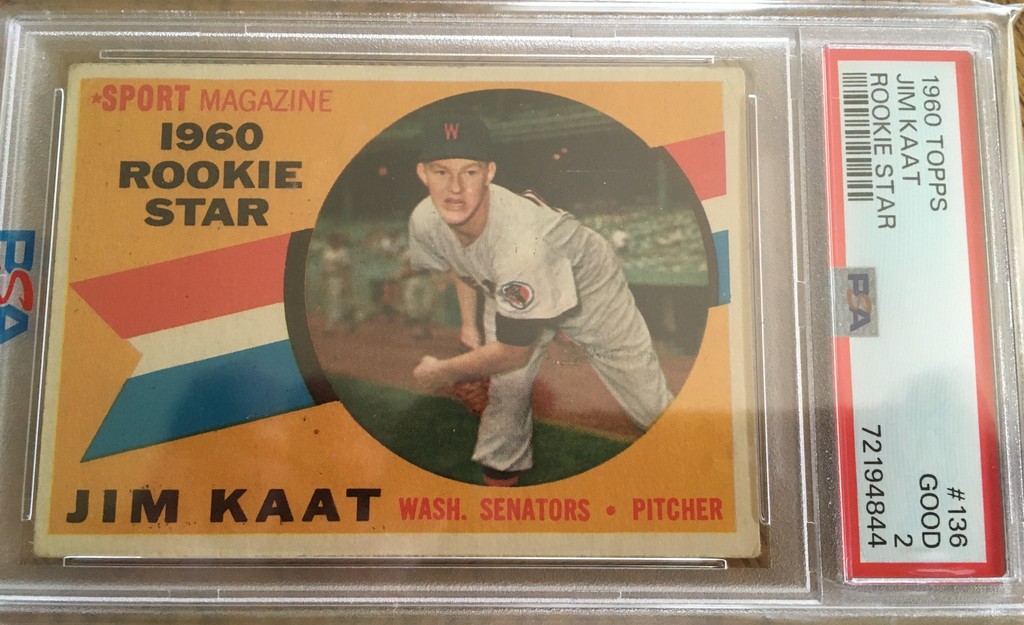 ★SPORT MAGAZINE
1960
ROOKIE
STAR
W
JIM KAAT WASH. SENATORS • PITCHER
PSA
1960 TOPPS #136
JIM KAAT GOOD
ROOKIE STAR 2
72194844
PSA